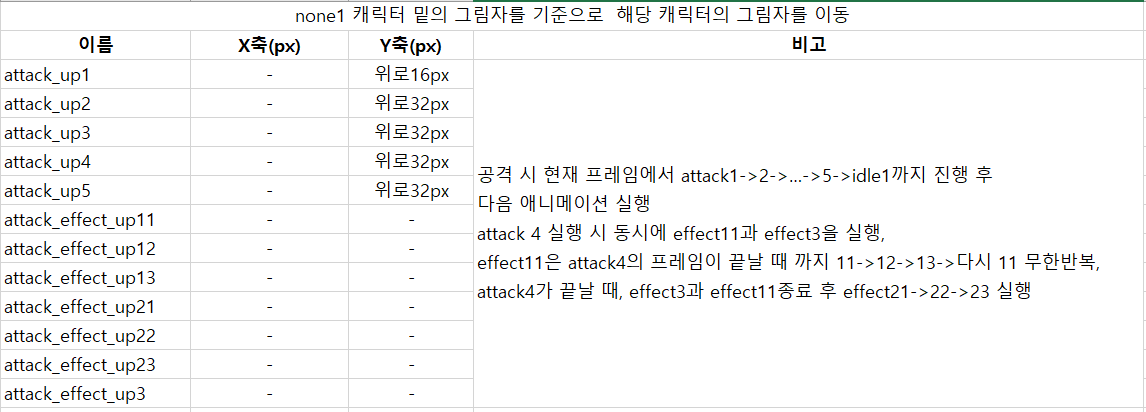 none1 캐릭터 밑의 그림자를 기준으로  해당 캐릭터의 그림자를 이동
이름 X축(px) Y축(px) 비고
attack_up1 - 위로16px
attack_up2 - 위로32px
attack_up3 - 위로32px
attack_up4 - 위로32px
attack_up5 - 위로32px
attack_effect_up11 - -
attack_effect_up12 - -
attack_effect_up13 - -
attack_effect_up21 - -
attack_effect_up22 - -
attack_effect_up23 - -
attack_effect_up3 - -
공격 시 현재 프레임에서 attack1->2->...->5->idle1까지 진행 후
다음 애니메이션 실행
attack 4 실행 시 동시에 effect11과 effect3을 실행,
effect11은 attack4의 프레임이 끝날 때 까지 11->12->13->다시 11 무한반복,
attack4가 끝날 때, effect3과 effect11종료 후 effect21->22->23 실행